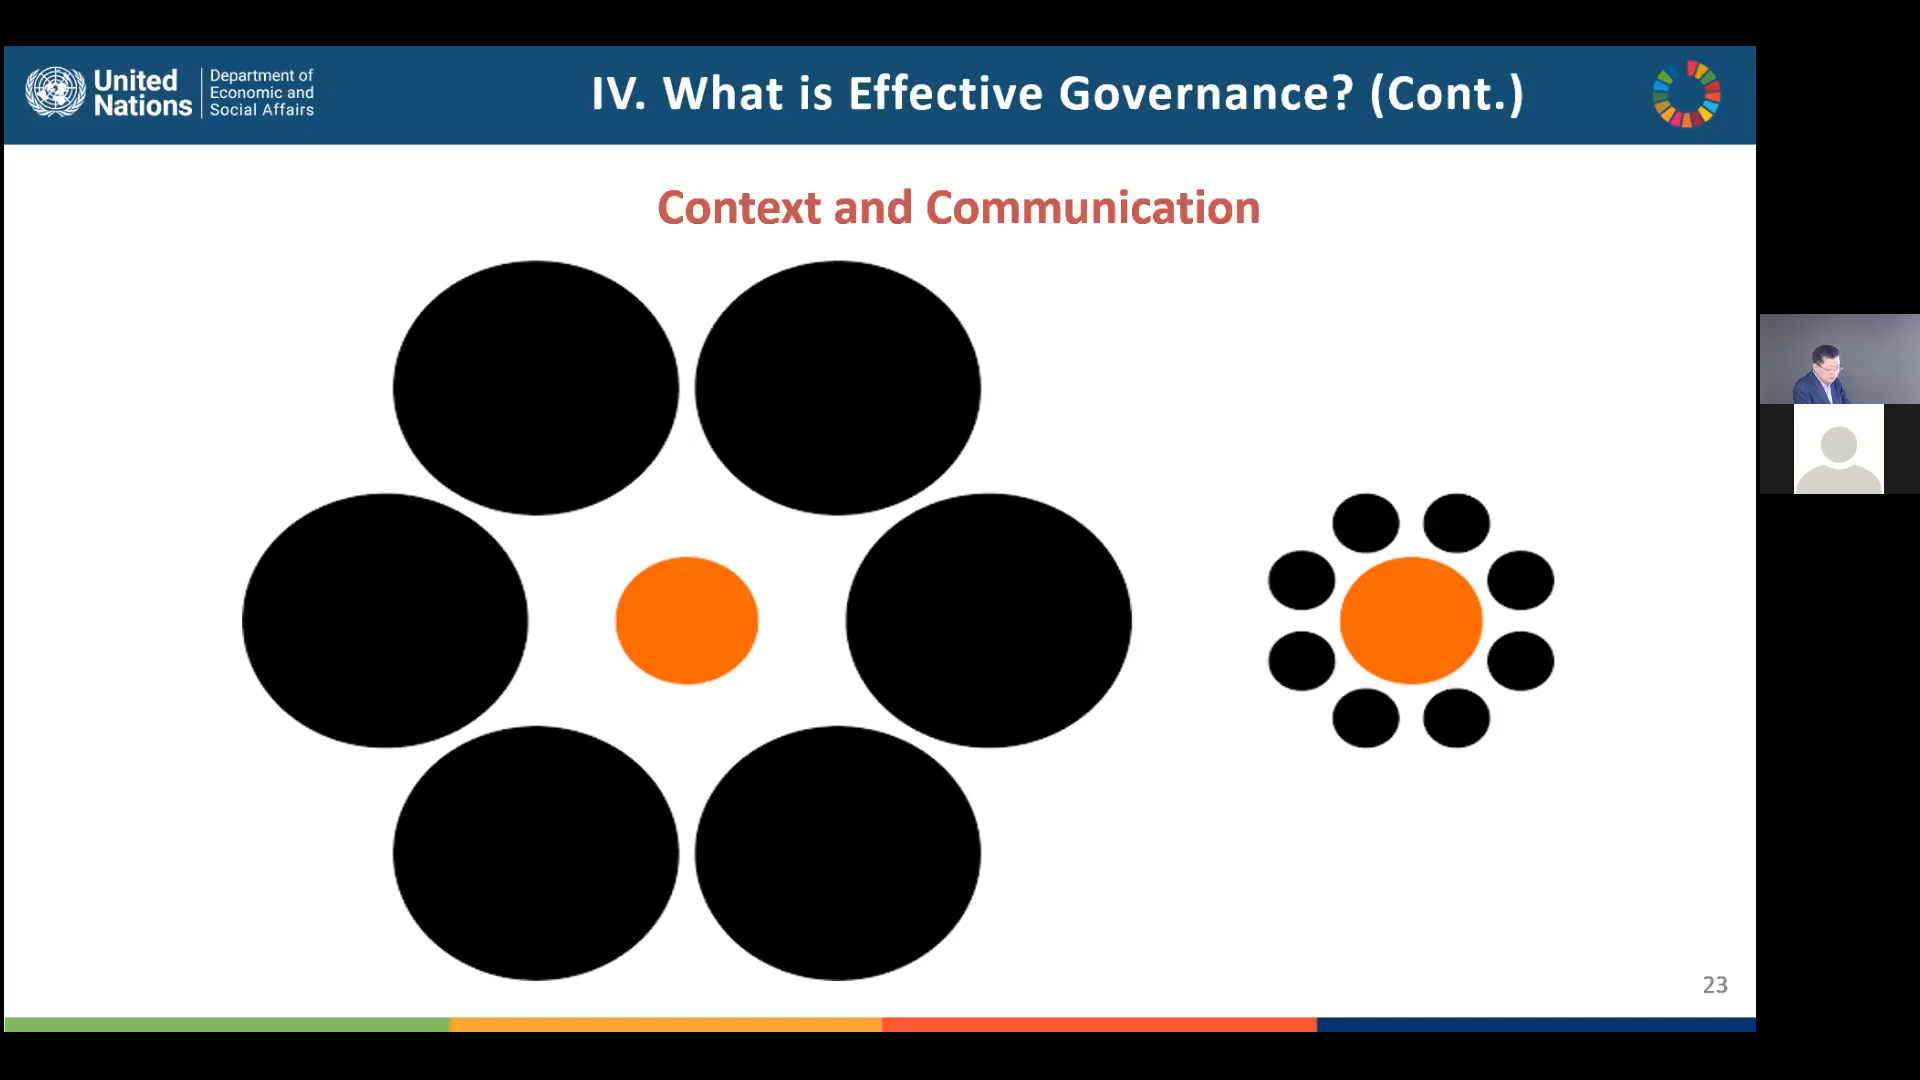 United
Nations
Department of
Economic and
Social Affairs
IV. What is Effective Governance? (Cont.)
Context and Communication
23